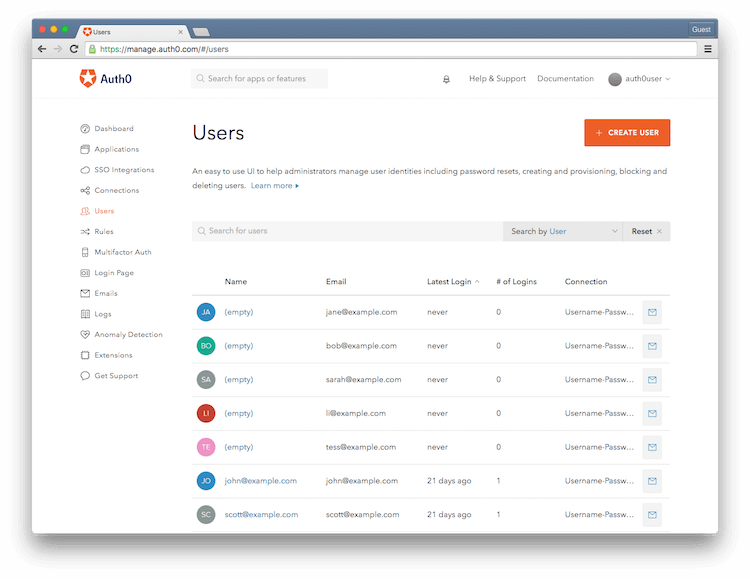 Users
Guest
https://manage.auth0.com/#/users
Auth0
Search for apps or features
Help & Support
Documentation
auth0user
Dashboard
Applications
SSO Integrations
Connections
Users
Rules
Multifactor Auth
Login Page
Emails
Logs
Anomaly Detection
Extensions
Get Support
Users
+ CREATE USER
An easy to use UI to help administrators manage user identities including password resets, creating and provisioning, blocking and
deleting users. Learn more
Search for users
Search by User
Reset ×
Name Email Latest Login # of Logins Connection
JA (empty) jane@example.com never 0 Username-Passw...
BO (empty) bob@example.com never 0 Username-Passw...
SA (empty) sarah@example.com never 0 Username-Passw...
LI (empty) li@example.com never 0 Username-Passw...
TE (empty) tess@example.com never 0 Username-Passw...
JO john@example.com john@example.com 21 days ago 1 Username-Passw...
SC scott@example.com scott@example.com 21 days ago 1 Username-Passw...